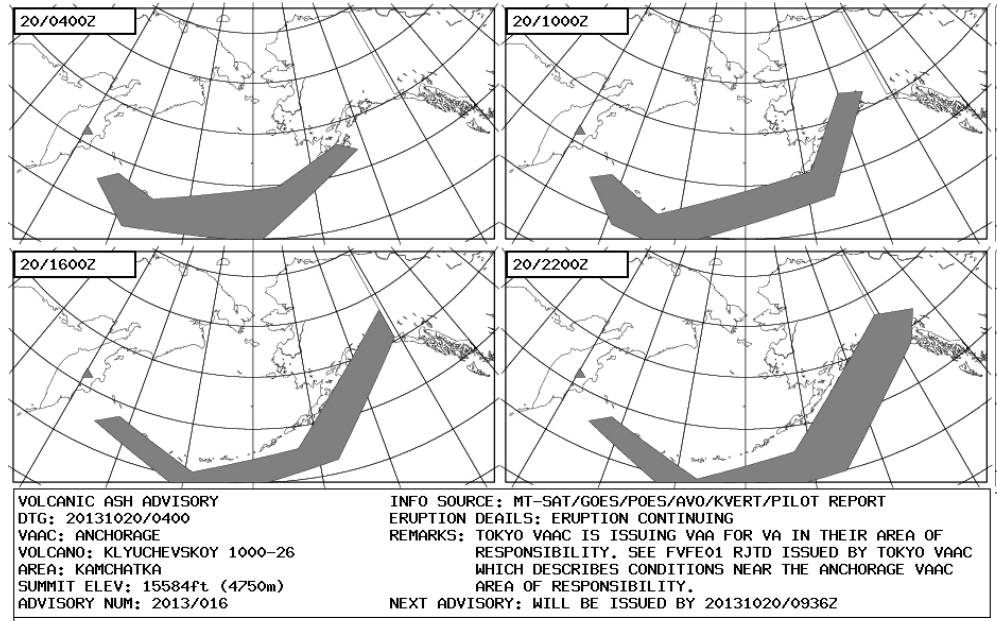 20/0400Z
20/1000Z
20/1600Z
20/2200Z
VOLCANIC ASH ADVISORY
DTG: 20131020/0400
VAAC: ANCHORAGE
VOLCANO: KLYUCHEVSKOY 1000-26
AREA: KAMCHATKA
SUMMIT ELEV: 15584ft (4750m)
ADVISORY NUM: 2013/016
INFO SOURCE: MT-SAT/GOES/POES/AVO/KVERT/PILOT REPORT
ERUPTION DEAILS: ERUPTION CONTINUING
REMARKS: TOKYO VAAC IS ISSUING VAA FOR VA IN THEIR AREA OF
RESPONSIBILITY. SEE FVFE01 RJTD ISSUED BY TOKYO VAAC
WHICH DESCRIBES CONDITIONS NEAR THE ANCHORAGE VAAC
AREA OF RESPONSIBILITY.
NEXT ADVISORY: WILL BE ISSUED BY 20131020/0936Z